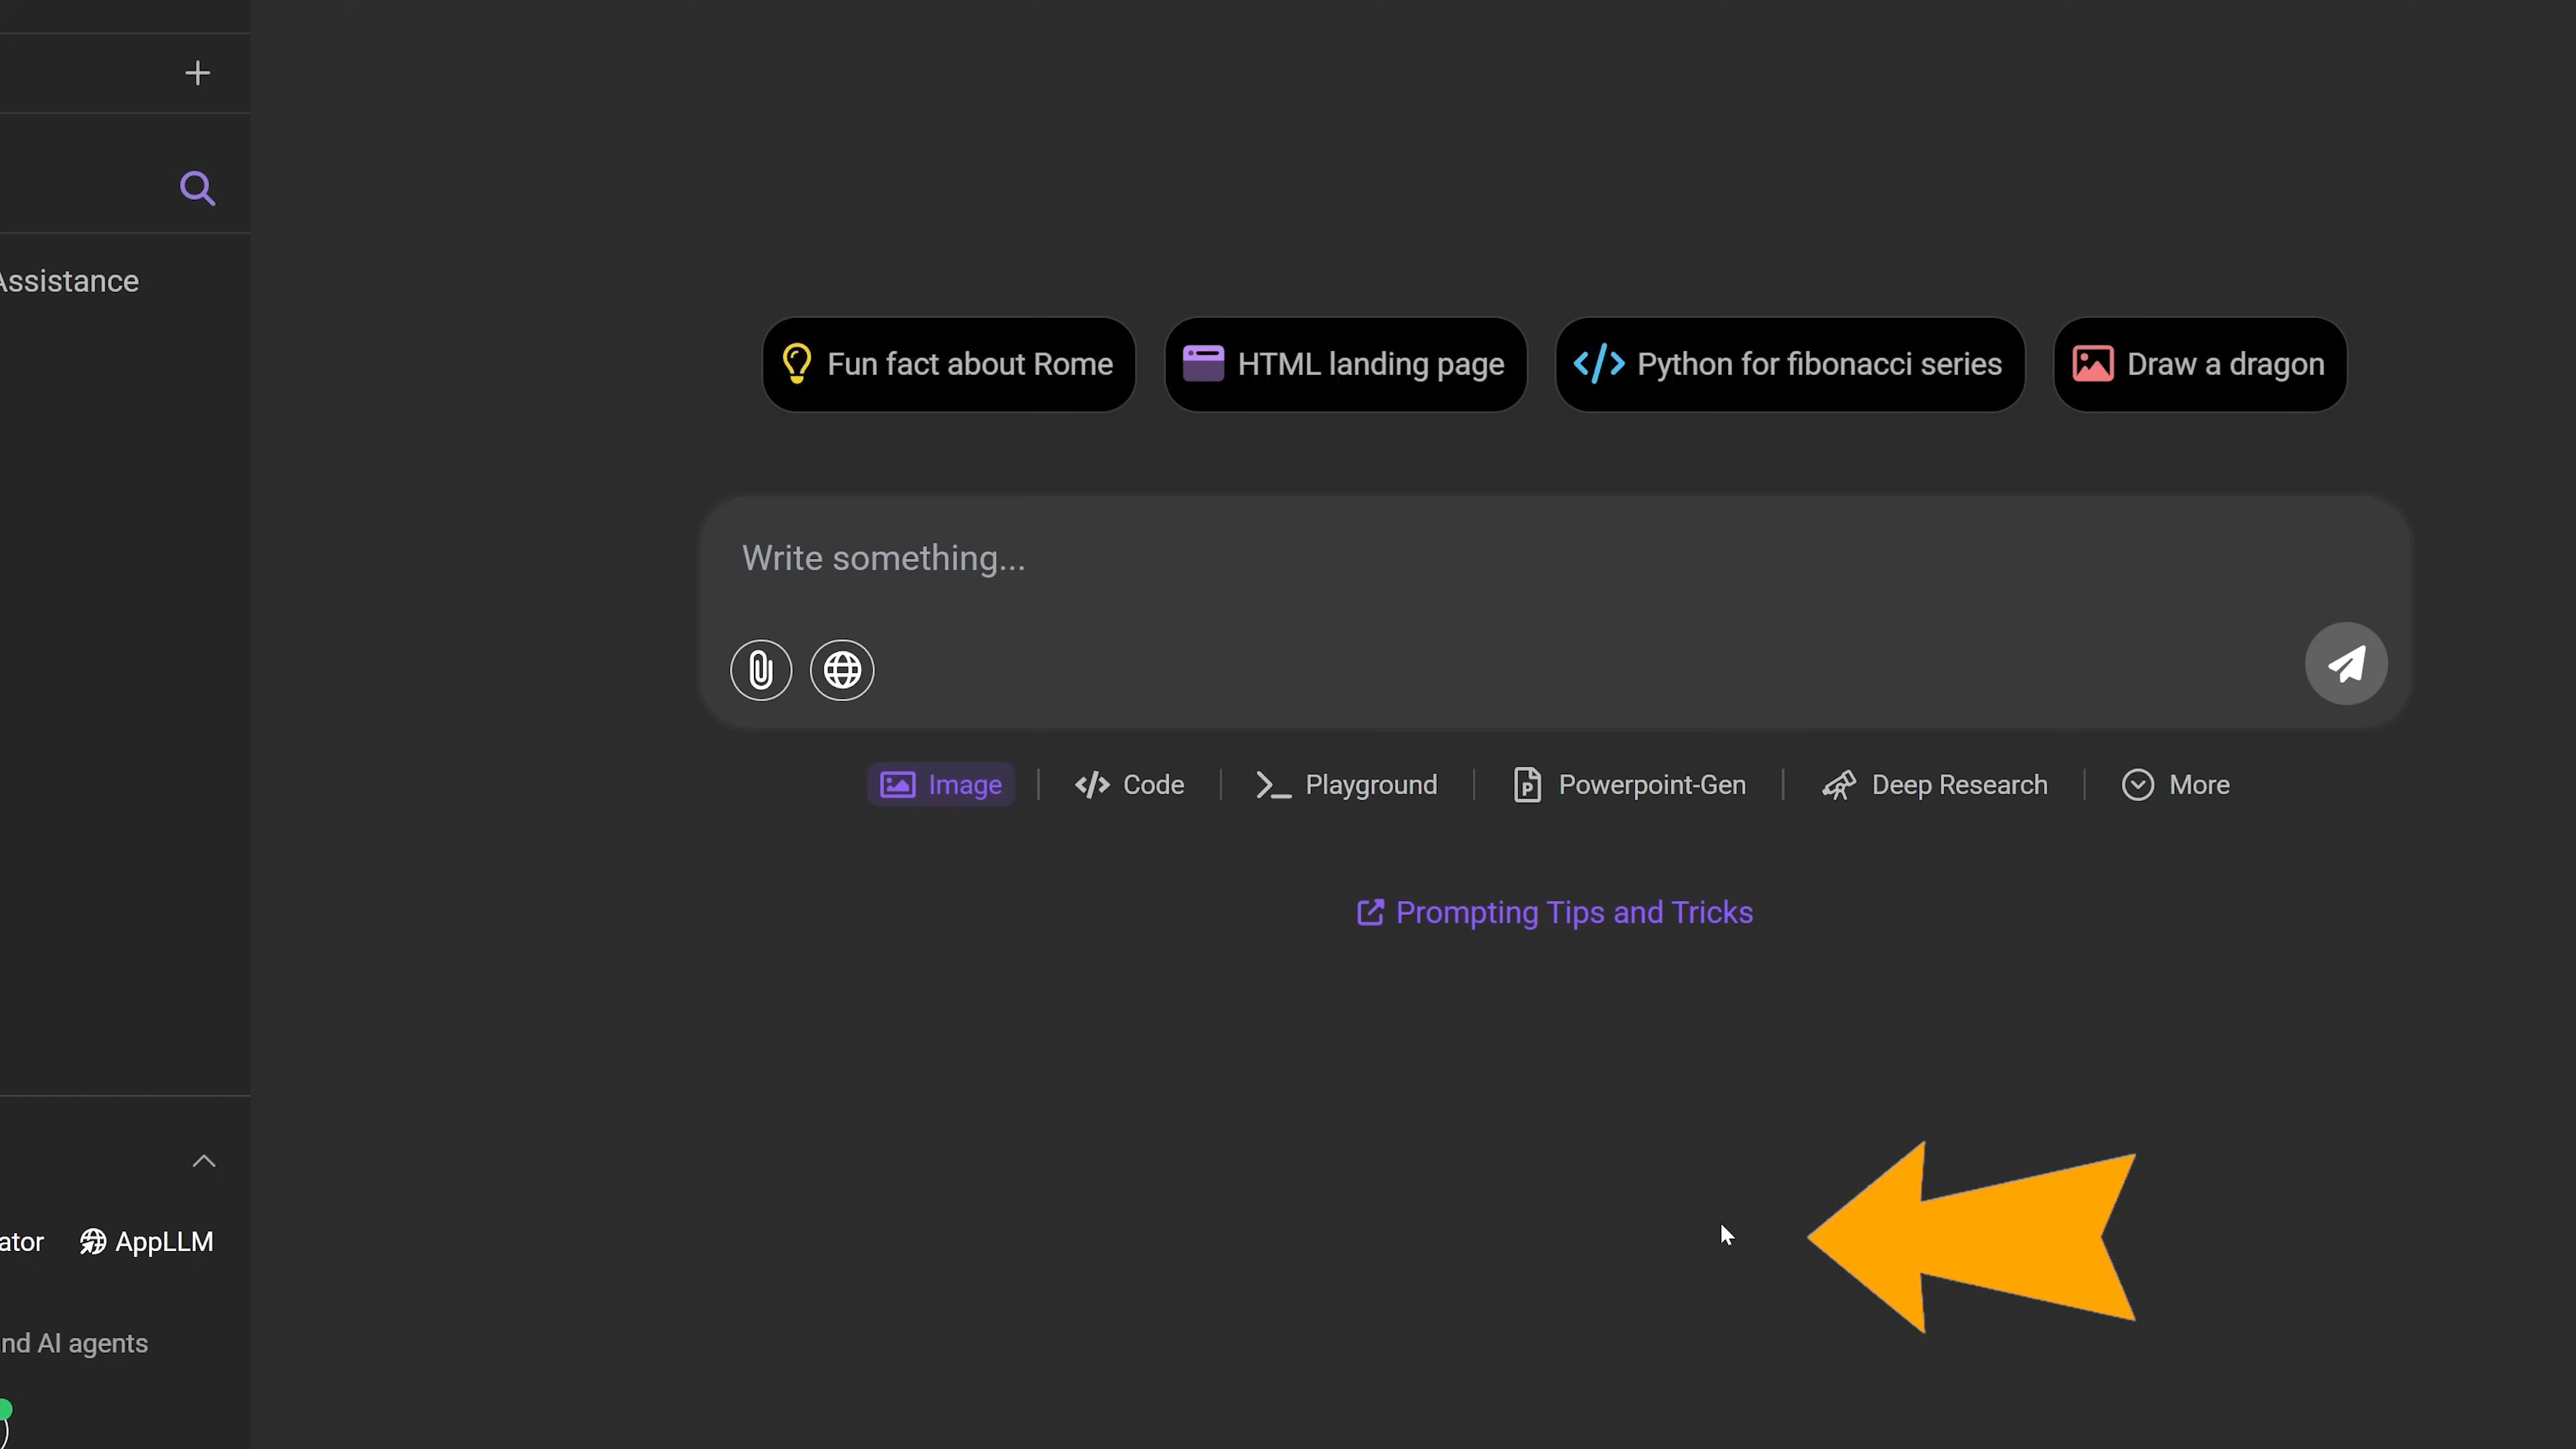 Assistance
Fun fact about Rome
HTML landing page
Python for fibonacci series
Draw a dragon
Write something...
Image
Code
Playground
Powerpoint-Gen
Deep Research
More
Prompting Tips and Tricks
ator
AppLLM
nd AI agents